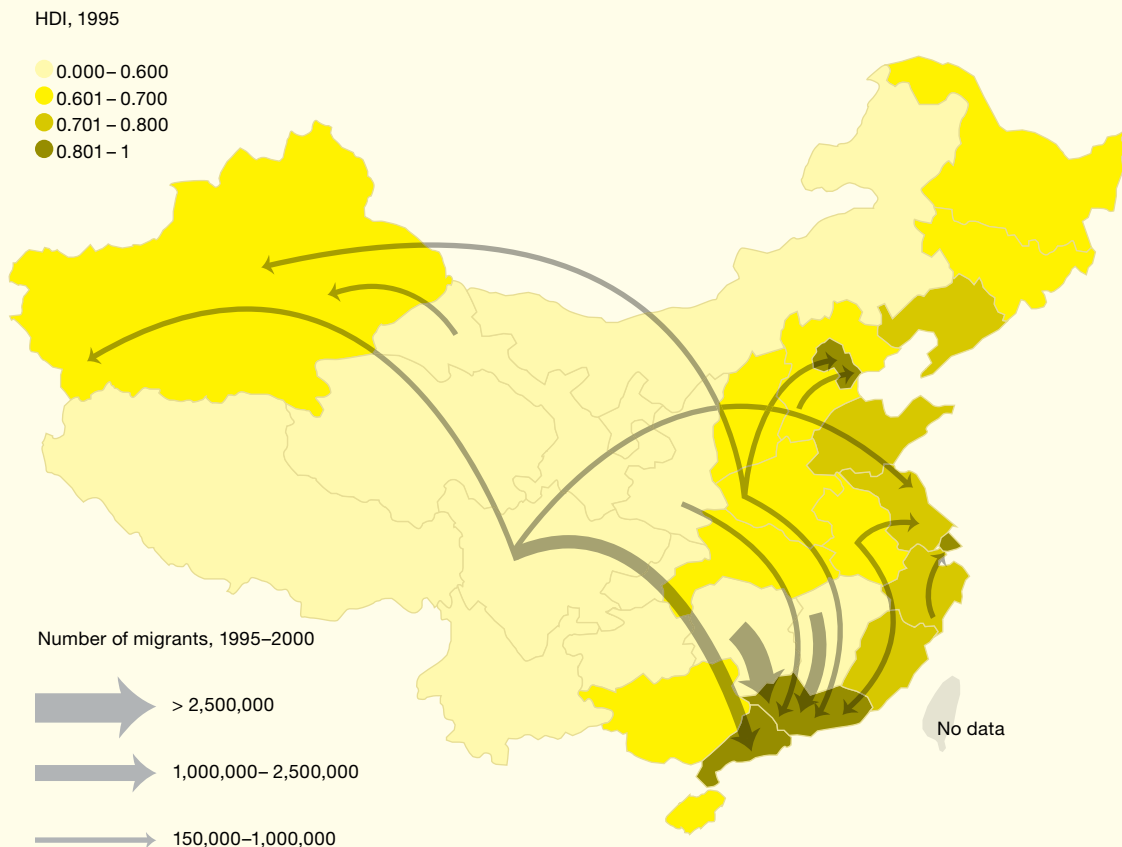 HDI, 1995
0.000–0.600
0.601–0.700
0.701–0.800
0.801–1
Number of migrants, 1995–2000
> 2,500,000
1,000,000–2,500,000
150,000–1,000,000
No data